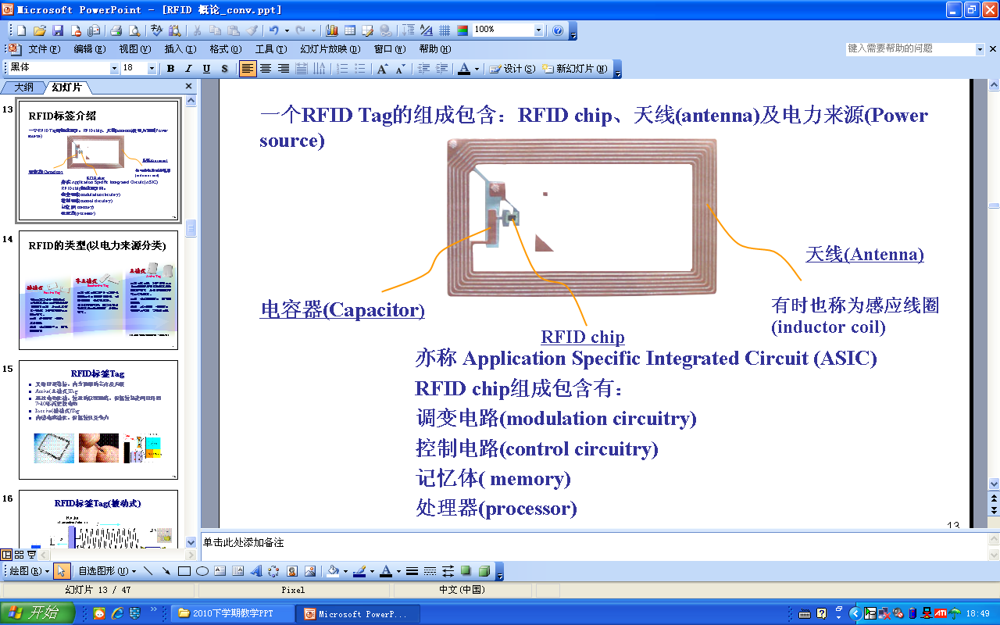 Microsoft PowerPoint - [RFID 概论_conv.ppt]
100%
文件(F) 编辑(E) 视图(V) 插入(I) 格式(O) 工具(T) 幻灯片放映(D) 窗口(W) 帮助(H) 键入需要帮助的问题
黑体 18 B I U S A A A 设计(S) 新幻灯片(N)
大纲 幻灯片
13
RFID标签介绍
14
RFID的类型(以电力来源分类)
15
RFID标签Tag
16
RFID标签Tag(被动式)
一个RFID Tag的组成包含：RFID chip、天线(antenna)及电力来源(Power
source)
天线(Antenna)
有时也称为感应线圈
(inductor coil)
电容器(Capacitor)
RFID chip
亦称 Application Specific Integrated Circuit (ASIC)
RFID chip组成包含有：
调变电路(modulation circuitry)
控制电路(control circuitry)
记忆体( memory)
处理器(processor)
13
单击此处添加备注
绘图(R) 自选图形(U)
幻灯片 13 / 47 Pixel 中文(中国)
开始 2010下学期教学PPT Microsoft PowerP... 18:49